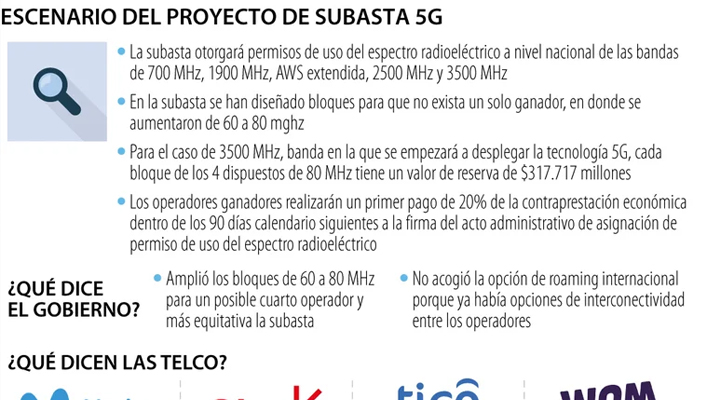 ESCENARIO DEL PROYECTO DE SUBASTA 5G
La subasta otorgará permisos de uso del espectro radioeléctrico a nivel nacional de las bandas
de 700 MHz, 1900 MHz, AWS extendida, 2500 MHz y 3500 MHz
En la subasta se han diseñado bloques para que no exista un solo ganador, en donde se
aumentaron de 60 a 80 mghz
Para el caso de 3500 MHz, banda en la que se empezará a desplegar la tecnología 5G, cada
bloque de los 4 dispuestos de 80 MHz tiene un valor de reserva de $317.717 millones
Los operadores ganadores realizarán un primer pago de 20% de la contraprestación económica
dentro de los 90 días calendario siguientes a la firma del acto administrativo de asignación de
permiso de uso del espectro radioeléctrico
¿QUÉ DICE
EL GOBIERNO?
Amplió los bloques de 60 a 80 MHz
para un posible cuarto operador y
más equitativa la subasta
No acogió la opción de roaming internacional
porque ya había opciones de interconectividad
entre los operadores
¿QUÉ DICEN LAS TELCO?
tigo
WOM